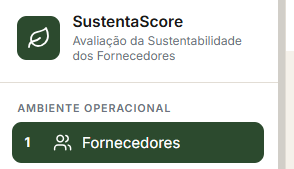 SustentaScore
Avaliação da Sustentabilidade
dos Fornecedores
AMBIENTE OPERACIONAL
1 Fornecedores